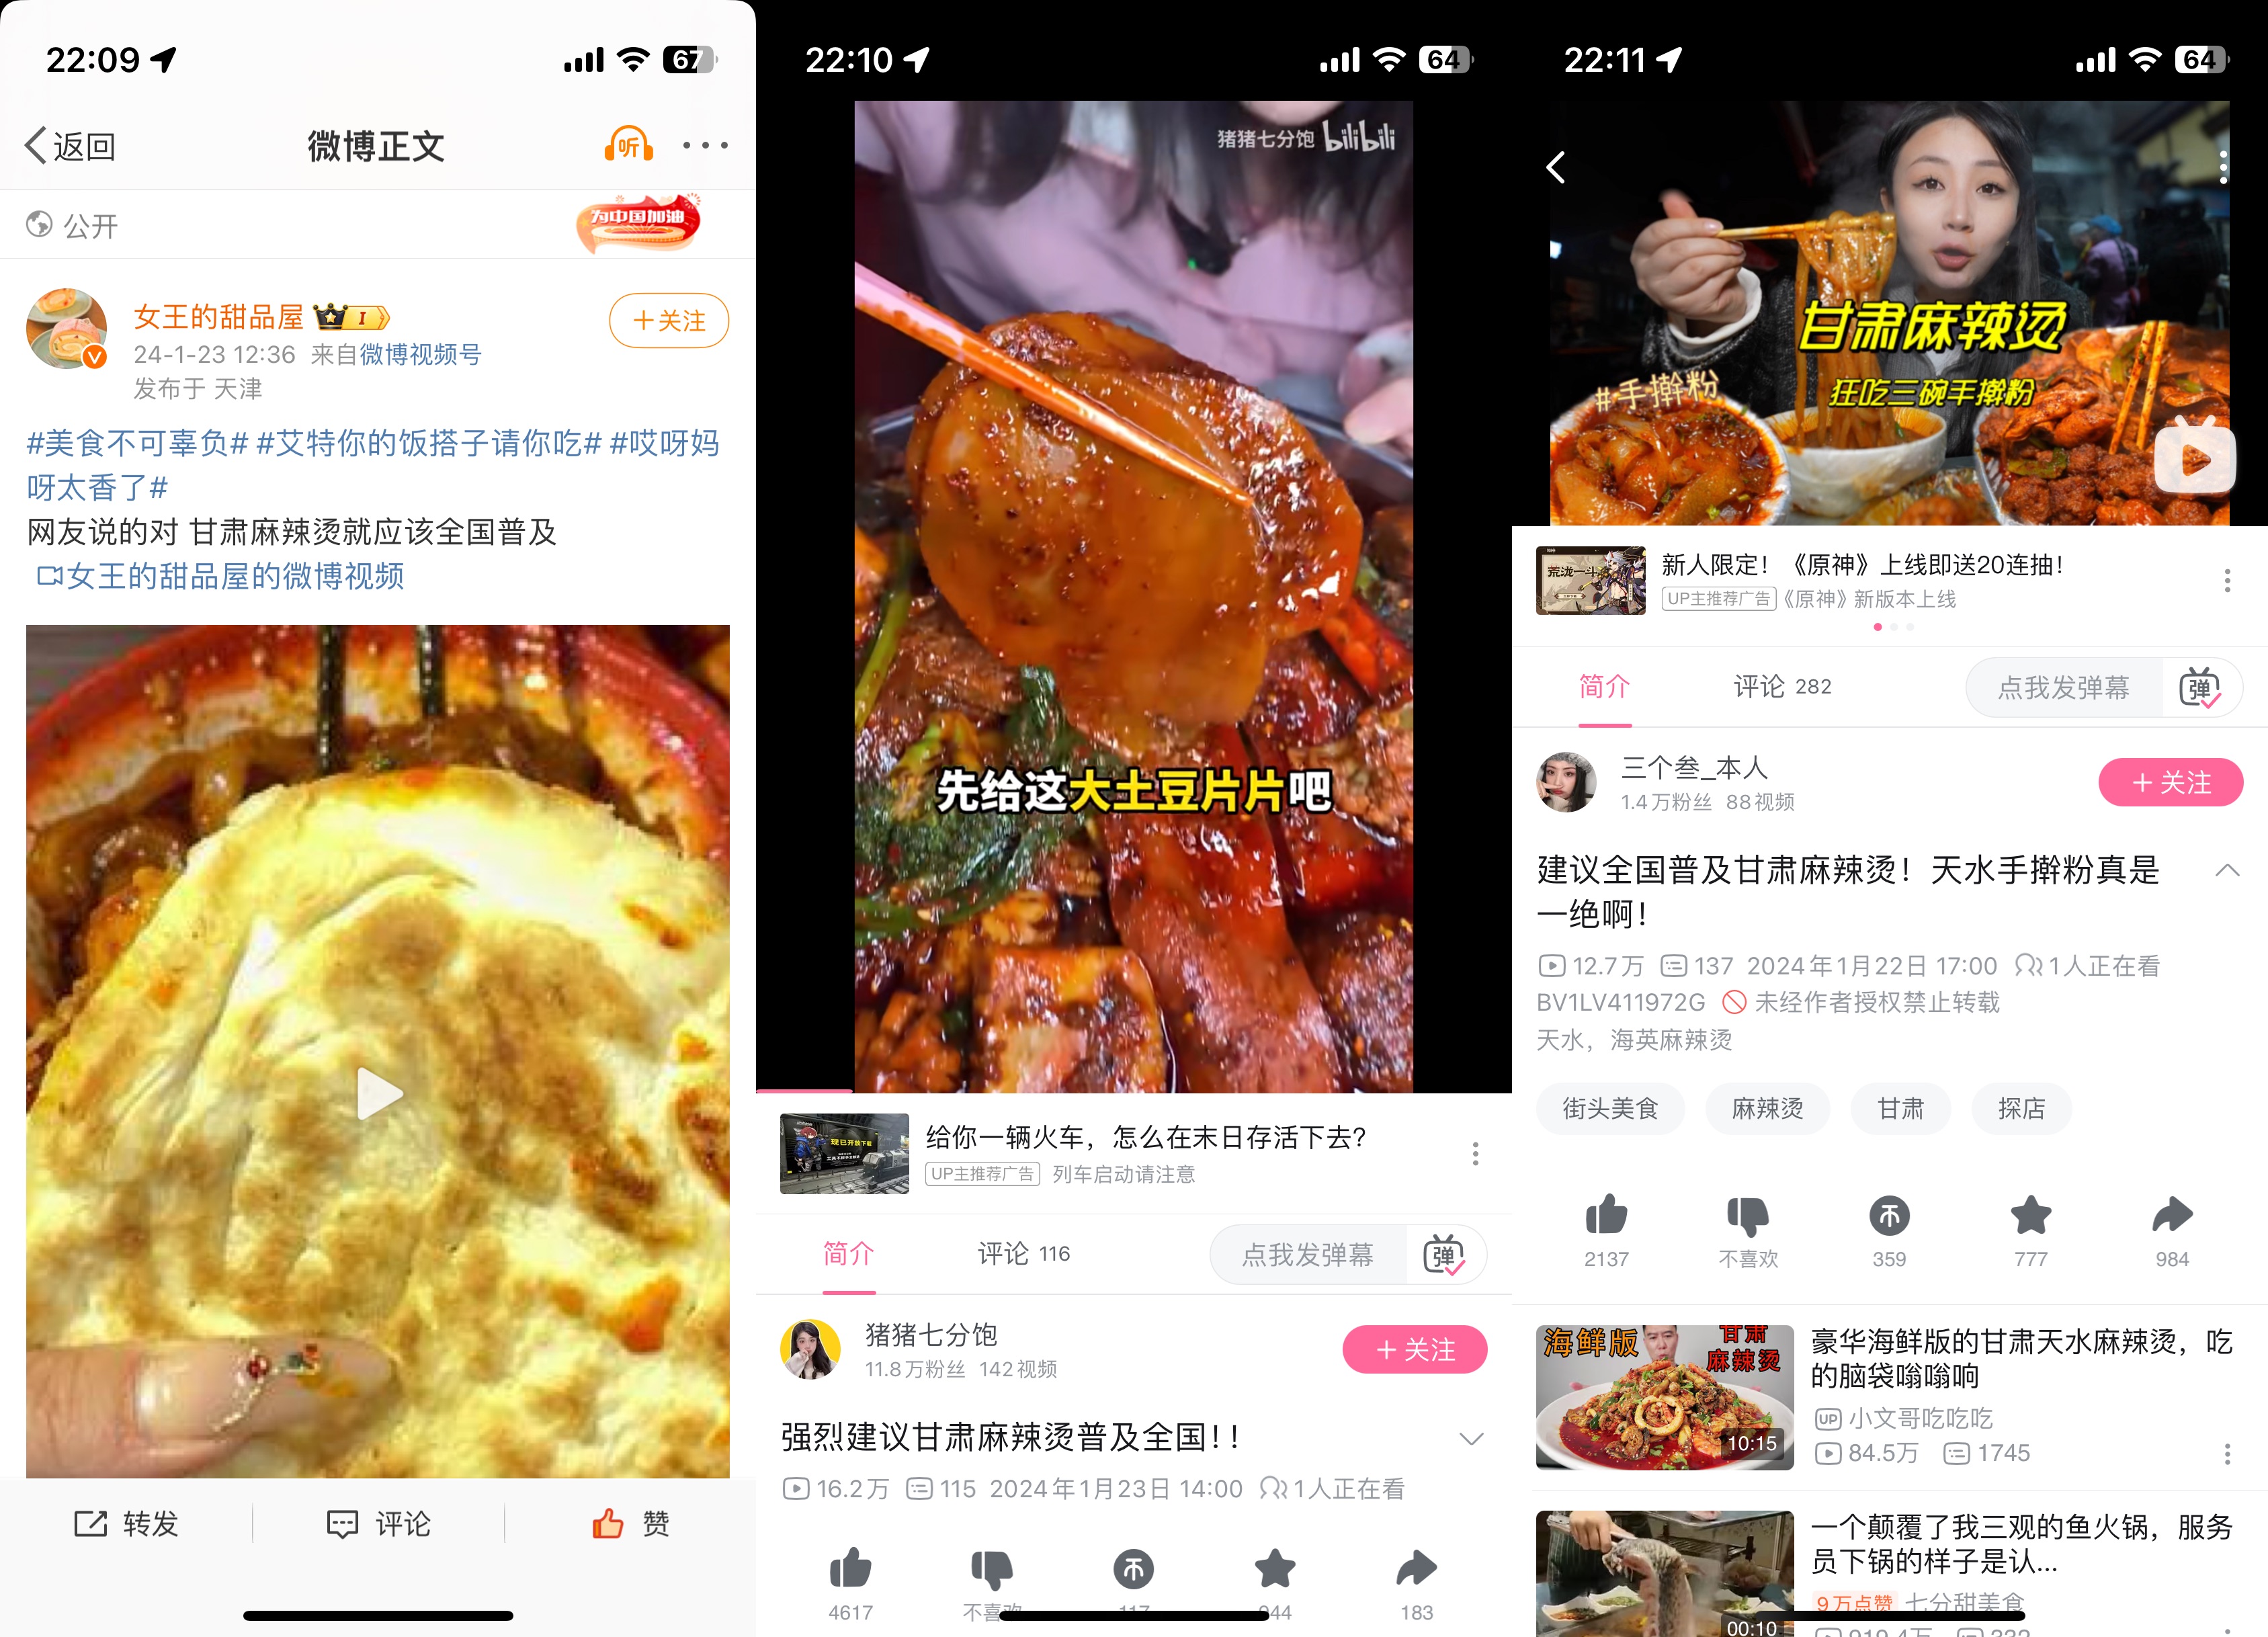 22:09
67
返回
微博正文
听
公开
为中国加油
女王的甜品屋
I
+关注
24-1-23 12:36 来自微博视频号
发布于 天津
#美食不可辜负# #艾特你的饭搭子请你吃# #哎呀妈
呀太香了#
网友说的对 甘肃麻辣烫就应该全国普及
女王的甜品屋的微博视频
转发
评论
赞
22:10
64
猪猪七分饱 bilibili
先给这大土豆片片吧
现已开放下载
给你一辆火车，怎么在末日存活下去？
UP主推荐广告 列车启动请注意
简介
评论 116
点我发弹幕
弹
猪猪七分饱
11.8万粉丝 142视频
+ 关注
强烈建议甘肃麻辣烫普及全国！！
16.2万 115 2024年1月23日 14:00 1人正在看
4617
183
22:11
64
甘肃麻辣烫
狂吃三碗手擀粉
#手擀粉
荒泷一斗
新人限定！《原神》上线即送20连抽！
UP主推荐广告 《原神》新版本上线
简介
评论 282
点我发弹幕
弹
三个叁_本人
1.4万粉丝 88视频
+ 关注
建议全国普及甘肃麻辣烫！天水手擀粉真是
一绝啊！
12.7万 137 2024年1月22日 17:00 1人正在看
BV1LV411972G 未经作者授权禁止转载
天水，海英麻辣烫
街头美食
麻辣烫
甘肃
探店
2137
不喜欢
359
777
984
海鲜版
甘肃
麻辣烫
10:15
豪华海鲜版的甘肃天水麻辣烫，吃
的脑袋嗡嗡响
UP 小文哥吃吃吃
84.5万 1745
一个颠覆了我三观的鱼火锅，服务
员下锅的样子是认...
9万点赞 七分甜美食
00:10